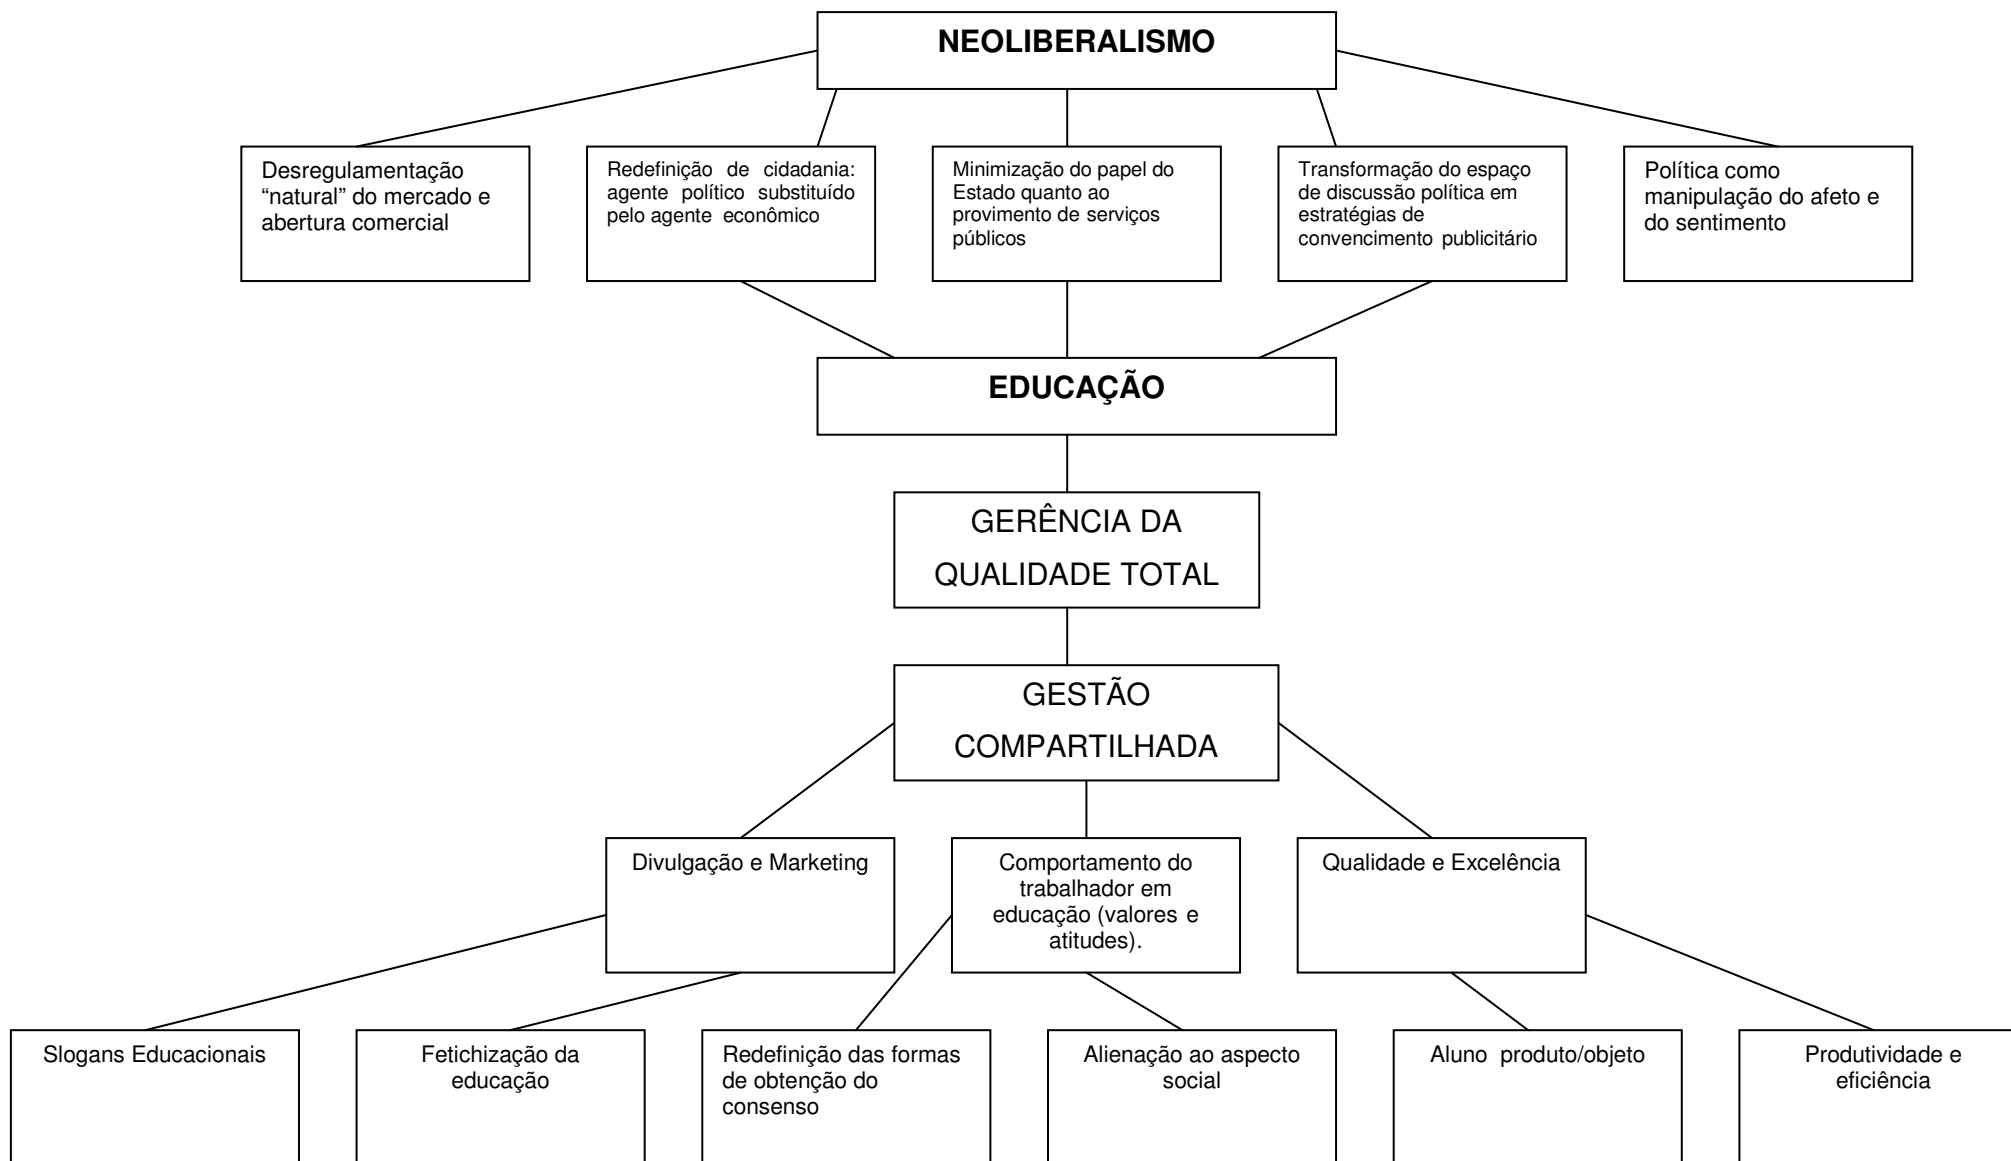 NEOLIBERALISMO
Desregulamentação
“natural” do mercado e
abertura comercial
Redefinição de cidadania:
agente político substituído
pelo agente econômico
Minimização do papel do
Estado quanto ao
provimento de serviços
públicos
Transformação do espaço
de discussão política em
estratégias de
convencimento publicitário
Política como
manipulação do afeto e
do sentimento
EDUCAÇÃO
GERÊNCIA DA
QUALIDADE TOTAL
GESTÃO
COMPARTILHADA
Divulgação e Marketing
Comportamento do
trabalhador em
educação (valores e
atitudes).
Qualidade e Excelência
Slogans Educacionais
Fetichização da
educação
Redefinição das formas
de obtenção do
consenso
Alienação ao aspecto
social
Aluno produto/objeto
Produtividade e
eficiência